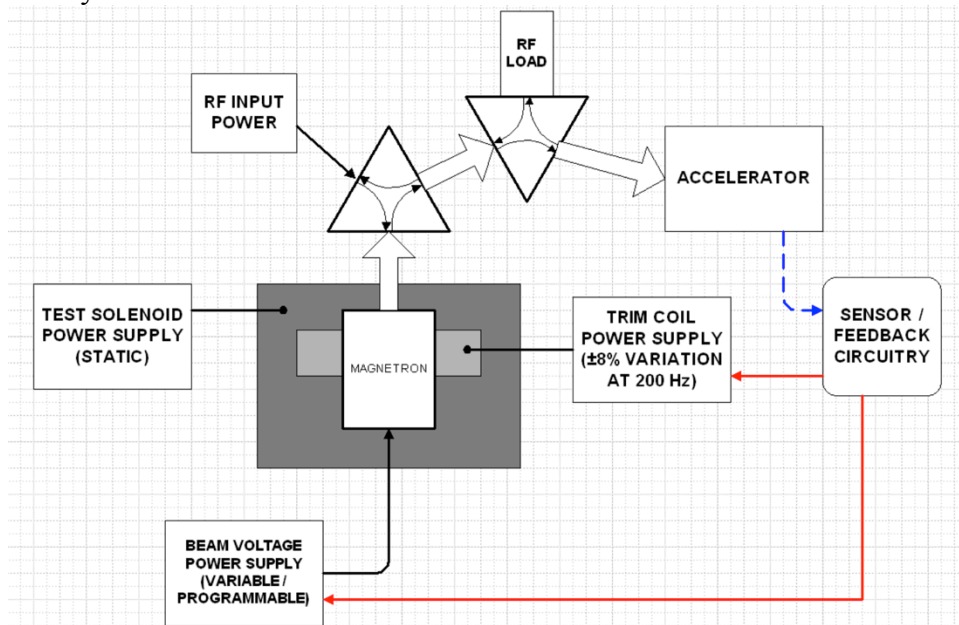 RF
LOAD
RF INPUT
POWER
ACCELERATOR
TEST SOLENOID
POWER SUPPLY
(STATIC)
MAGNETRON
TRIM COIL
POWER SUPPLY
(±8% VARIATION
AT 200 Hz)
SENSOR /
FEEDBACK
CIRCUITRY
BEAM VOLTAGE
POWER SUPPLY
(VARIABLE /
PROGRAMMABLE)